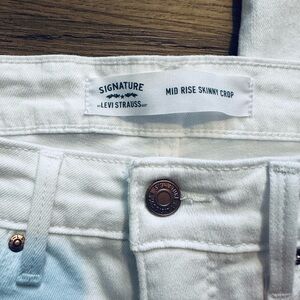 SIGNATURE
LEVI STRAUSS
MID RISE SKINNY CROP